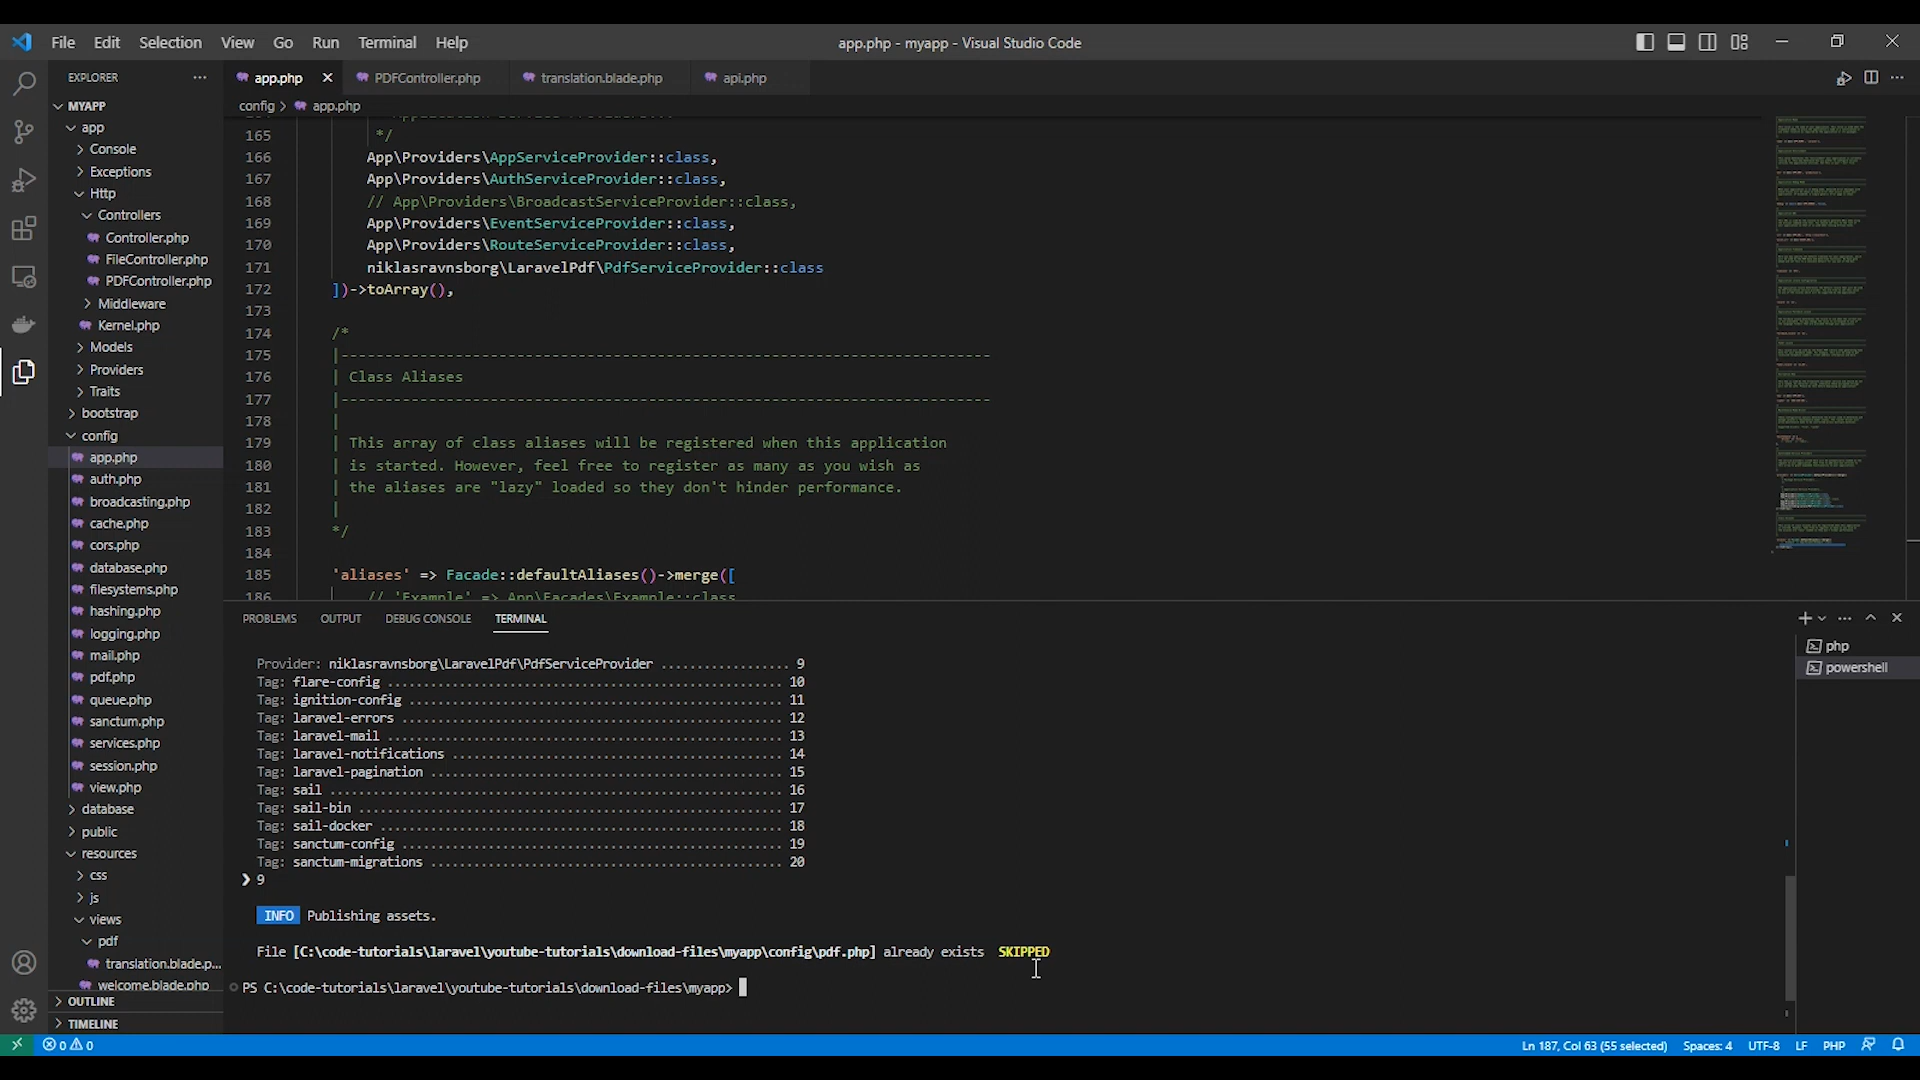 File Edit Selection View Go Run Terminal Help
app.php - myapp - Visual Studio Code
EXPLORER
MYAPP
app
Console
Exceptions
Http
Controllers
Controller.php
FileController.php
PDFController.php
Middleware
Kernel.php
Models
Providers
Traits
bootstrap
config
app.php
auth.php
broadcasting.php
cache.php
cors.php
database.php
filesystems.php
hashing.php
logging.php
mail.php
pdf.php
queue.php
sanctum.php
services.php
session.php
view.php
database
public
resources
css
js
views
pdf
translation.blade.p...
welcome.blade.php
OUTLINE
TIMELINE
app.php PDFController.php translation.blade.php api.php
config > app.php
165 */
166 App\Providers\AppServiceProvider::class,
167 App\Providers\AuthServiceProvider::class,
168 // App\Providers\BroadcastServiceProvider::class,
169 App\Providers\EventServiceProvider::class,
170 App\Providers\RouteServiceProvider::class,
171 niklasravnsborg\LaravelPdf\PdfServiceProvider::class
172 ])->toArray(),
173
174 /*
175 |--------------------------------------------------------------------------
176 | Class Aliases
177 |--------------------------------------------------------------------------
178 |
179 | This array of class aliases will be registered when this application
180 | is started. However, feel free to register as many as you wish as
181 | the aliases are "lazy" loaded so they don't hinder performance.
182 |
183 */
184
185 'aliases' => Facade::defaultAliases()->merge([
186 // 'Example' => App\Facades\Example::class
PROBLEMS OUTPUT DEBUG CONSOLE TERMINAL
Provider: niklasravnsborg\LaravelPdf\PdfServiceProvider .................. 9
Tag: flare-config ....................................................... 10
Tag: ignition-config .................................................... 11
Tag: laravel-errors ..................................................... 12
Tag: laravel-mail ....................................................... 13
Tag: laravel-notifications .............................................. 14
Tag: laravel-pagination ................................................. 15
Tag: sail ............................................................... 16
Tag: sail-bin ........................................................... 17
Tag: sail-docker ........................................................ 18
Tag: sanctum-config ..................................................... 19
Tag: sanctum-migrations ................................................. 20
❯ 9
INFO Publishing assets.
File [C:\code-tutorials\laravel\youtube-tutorials\download-files\myapp\config\pdf.php] already exists SKIPPED
PS C:\code-tutorials\laravel\youtube-tutorials\download-files\myapp>
php
powershell
0 0
Ln 187, Col 63 (55 selected) Spaces: 4 UTF-8 LF PHP